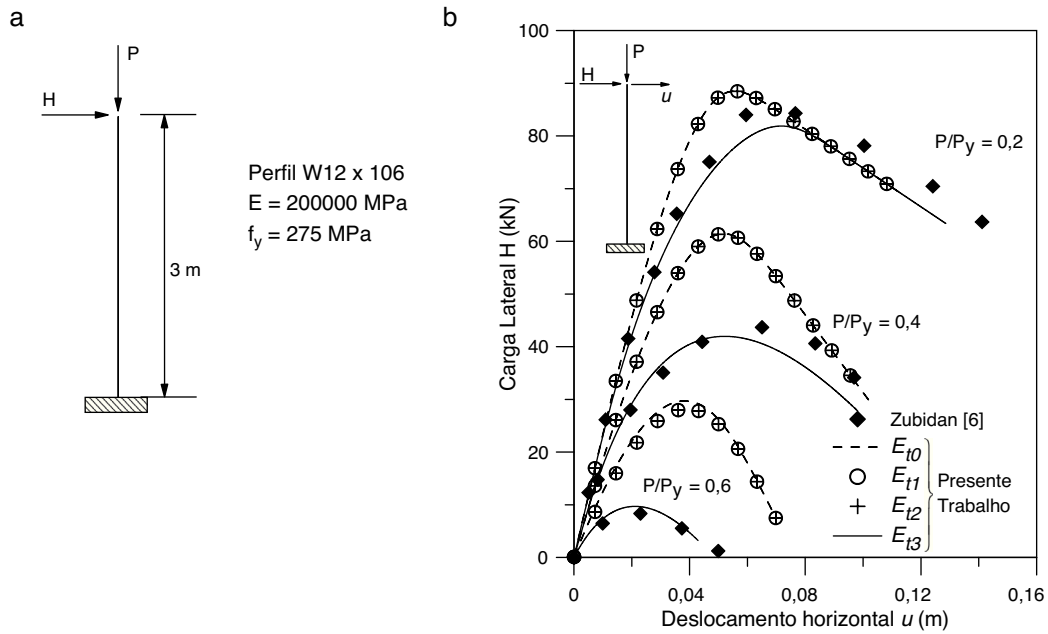 a
P
H
3 m
Perfil W12 x 106
E = 200000 MPa
f_y = 275 MPa
b
100
80
60
40
20
0
Carga Lateral H (kN)
P
H
u
P/P_y = 0,2
P/P_y = 0,4
P/P_y = 0,6
Zubidan [6]
E_t0
E_t1
E_t2
E_t3
Presente
Trabalho
0
0,04
0,08
0,12
0,16
Deslocamento horizontal u (m)